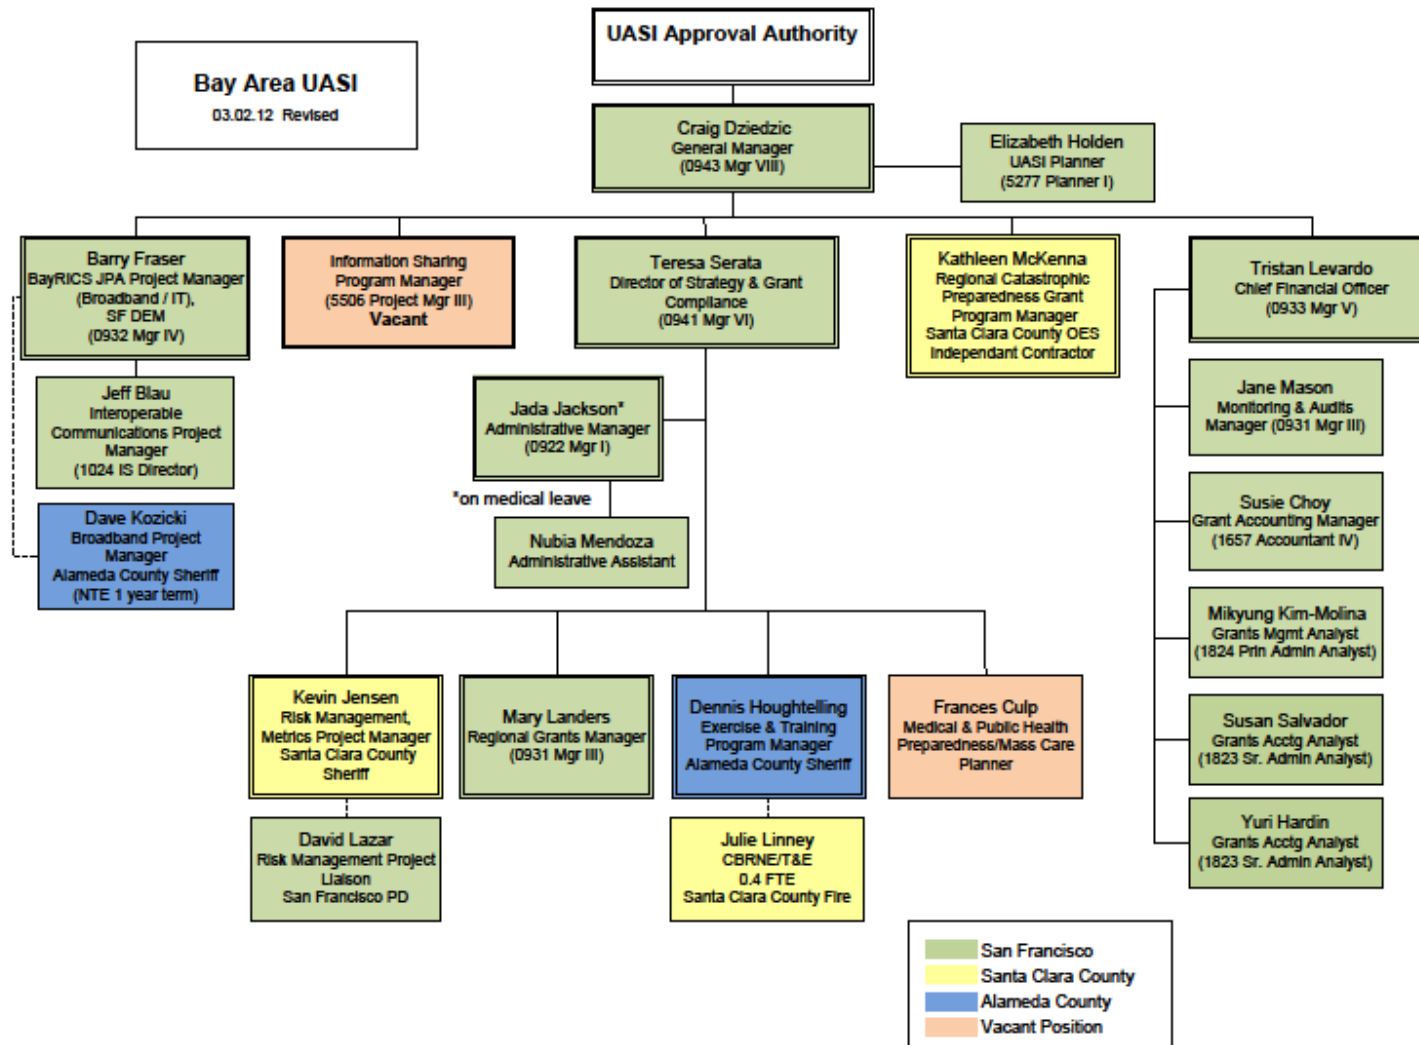 UASI Approval Authority
Bay Area UASI
03.02.12 Revised
Craig Dziedzic
General Manager
(0943 Mgr VIII)
Elizabeth Holden
UASI Planner
(5277 Planner I)
Barry Fraser
BayRICS JPA Project Manager
(Broadband / IT),
SF DEM
(0932 Mgr IV)
Information Sharing
Program Manager
(5506 Project Mgr III)
Vacant
Teresa Serata
Director of Strategy & Grant
Compliance
(0941 Mgr VI)
Kathleen McKenna
Regional Catastrophic
Preparedness Grant
Program Manager
Santa Clara County OES
Independant Contractor
Tristan Levardo
Chief Financial Officer
(0933 Mgr V)
Jeff Blau
Interoperable
Communications Project
Manager
(1024 IS Director)
Jada Jackson*
Administrative Manager
(0922 Mgr I)
*on medical leave
Nubia Mendoza
Administrative Assistant
Dave Kozicki
Broadband Project
Manager
Alameda County Sheriff
(NTE 1 year term)
Jane Mason
Monitoring & Audits
Manager (0931 Mgr III)
Susie Choy
Grant Accounting Manager
(1657 Accountant IV)
Mikyung Kim-Molina
Grants Mgmt Analyst
(1824 Prin Admin Analyst)
Susan Salvador
Grants Acctg Analyst
(1823 Sr. Admin Analyst)
Yuri Hardin
Grants Acctg Analyst
(1823 Sr. Admin Analyst)
Kevin Jensen
Risk Management,
Metrics Project Manager
Santa Clara County
Sheriff
Mary Landers
Regional Grants Manager
(0931 Mgr III)
Dennis Houghtelling
Exercise & Training
Program Manager
Alameda County Sheriff
Frances Culp
Medical & Public Health
Preparedness/Mass Care
Planner
David Lazar
Risk Management Project
Liaison
San Francisco PD
Julie Linney
CBRNE/T&E
0.4 FTE
Santa Clara County Fire
San Francisco
Santa Clara County
Alameda County
Vacant Position